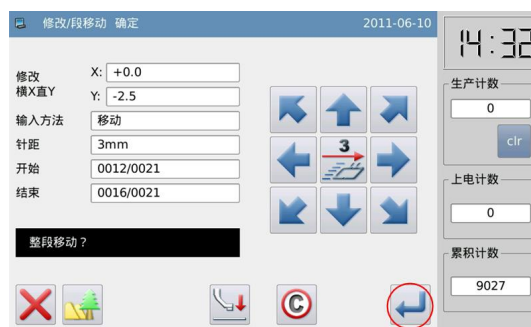 修改/段移动 确定 2011-06-10
14:32
修改
横X直Y
X: +0.0
Y: -2.5
输入方法 移动
针距 3mm
开始 0012/0021
结束 0016/0021
整段移动？
3
C
生产计数
0
clr
上电计数
0
累积计数
9027